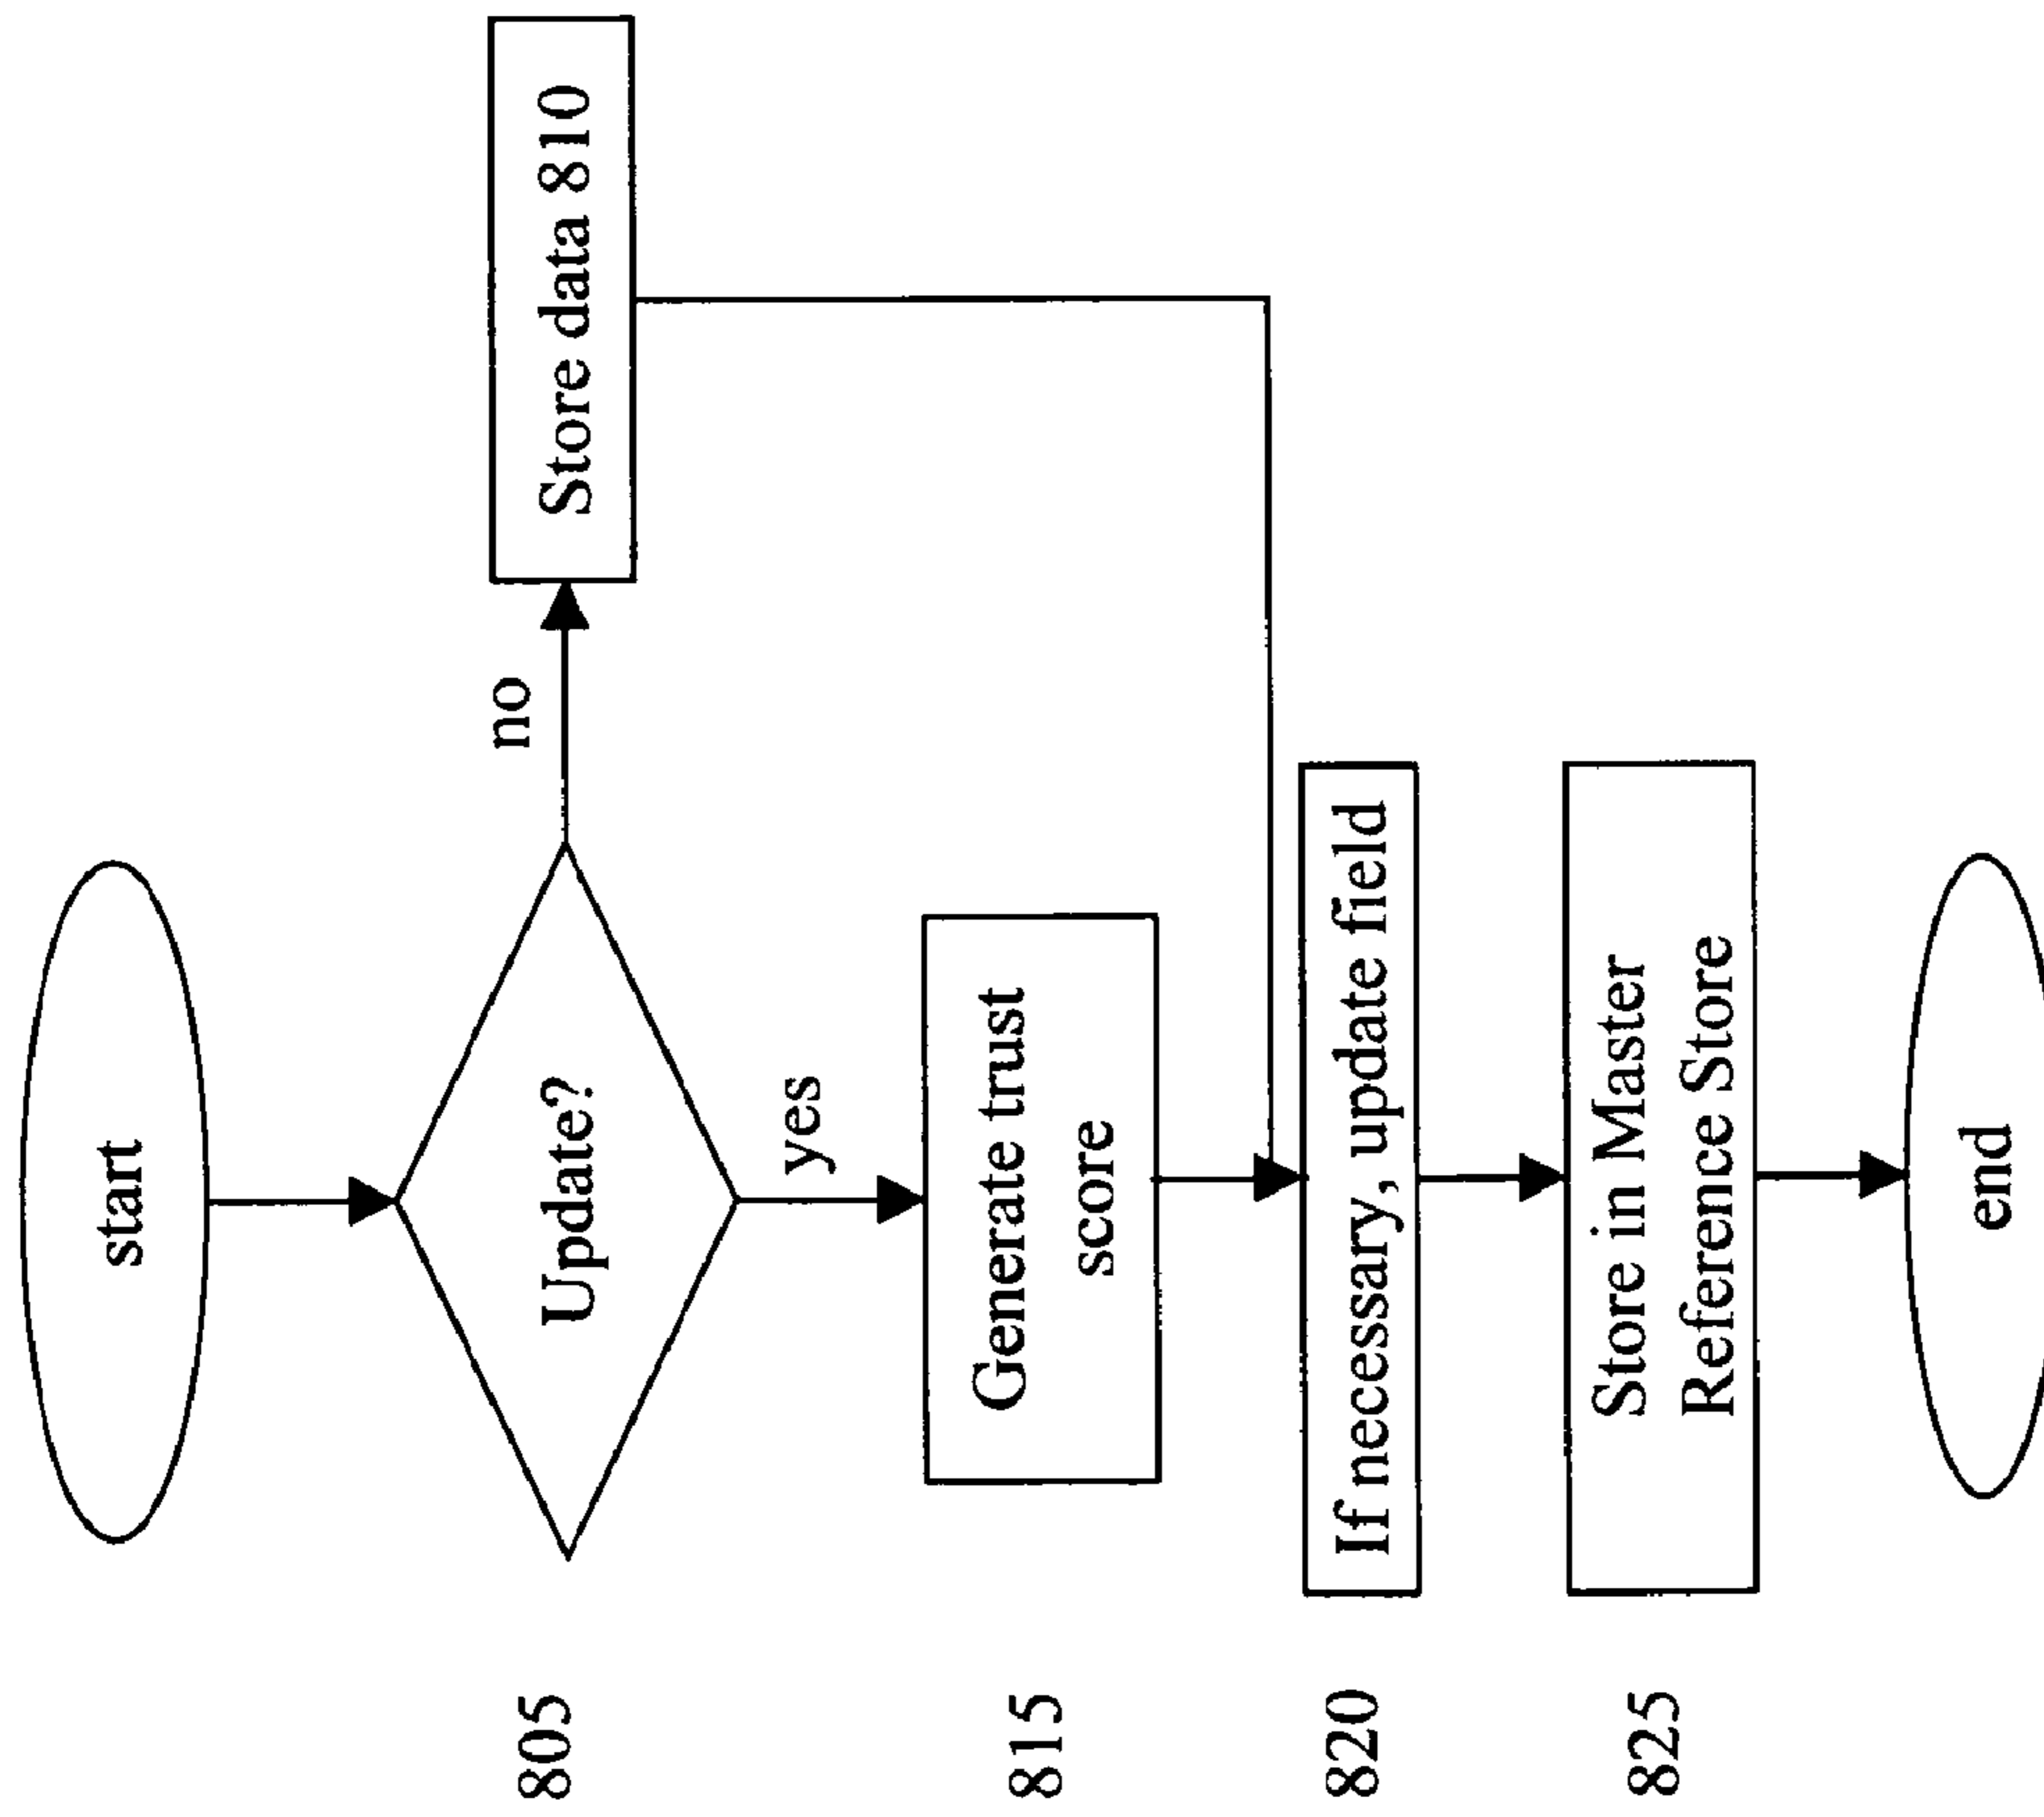 start
805
Update?
no
Store data 810
yes
815
Generate trust
score
820
If necessary, update field
825
Store in Master
Reference Store
end